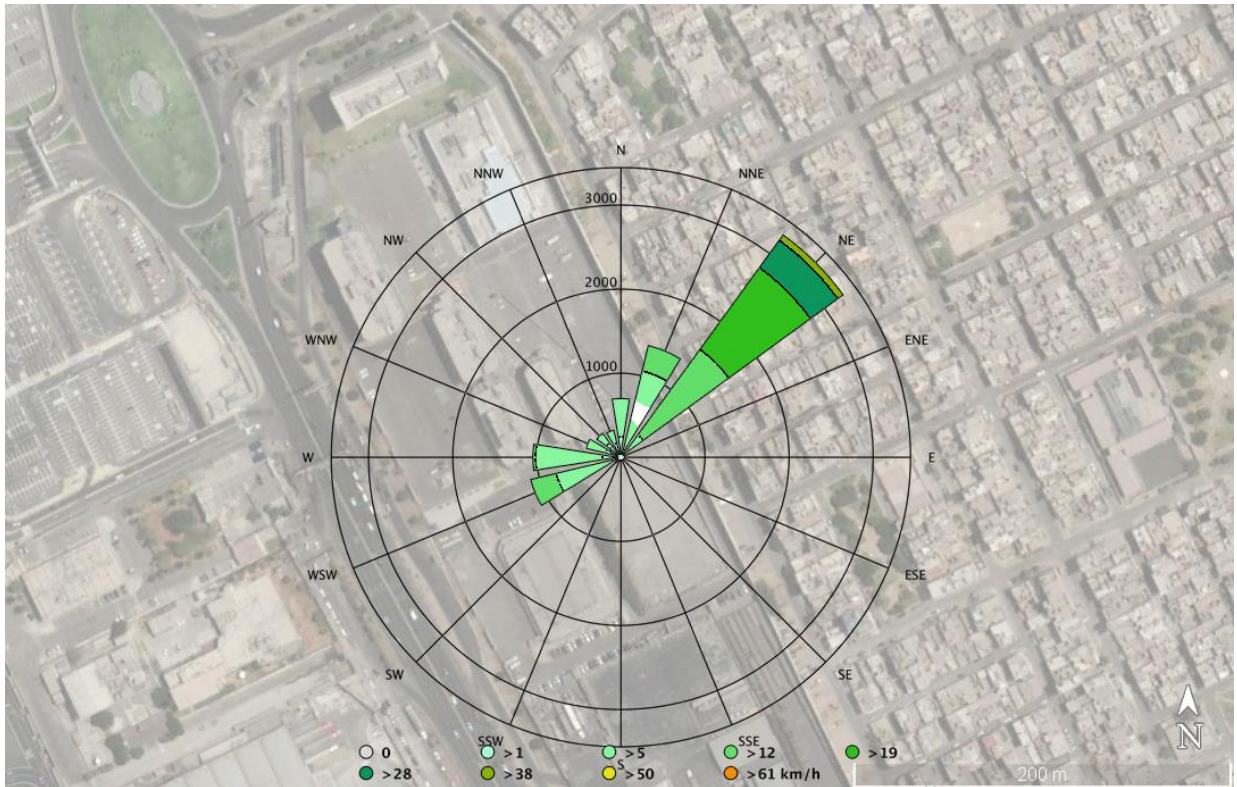 N
NNW NNE
3000
NW NE
2000
WNW ENE
1000
W E
WSW ESE
SW SE
SSW SSE
0 >1 >5 >12 >19
S
>28 >38 >50 >61 km/h
N
200 m